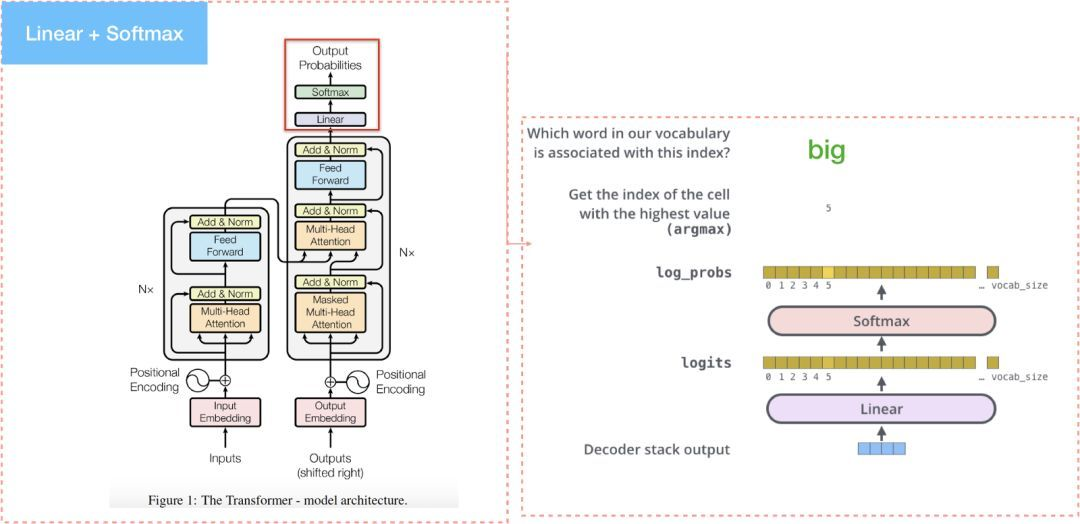 Linear + Softmax
Output
Probabilities
Softmax
Linear
Add & Norm
Feed
Forward
Add & Norm
Multi-Head
Attention
Nx
Add & Norm
Masked
Multi-Head
Attention
Add & Norm
Feed
Forward
Nx
Add & Norm
Multi-Head
Attention
Positional
Encoding
Positional
Encoding
Input
Embedding
Output
Embedding
Inputs
Outputs
(shifted right)
Figure 1: The Transformer - model architecture.
Which word in our vocabulary
is associated with this index?
big
Get the index of the cell
with the highest value
(argmax)
5
log_probs
0 1 2 3 4 5 ... vocab_size
Softmax
logits
0 1 2 3 4 5 ... vocab_size
Linear
Decoder stack output